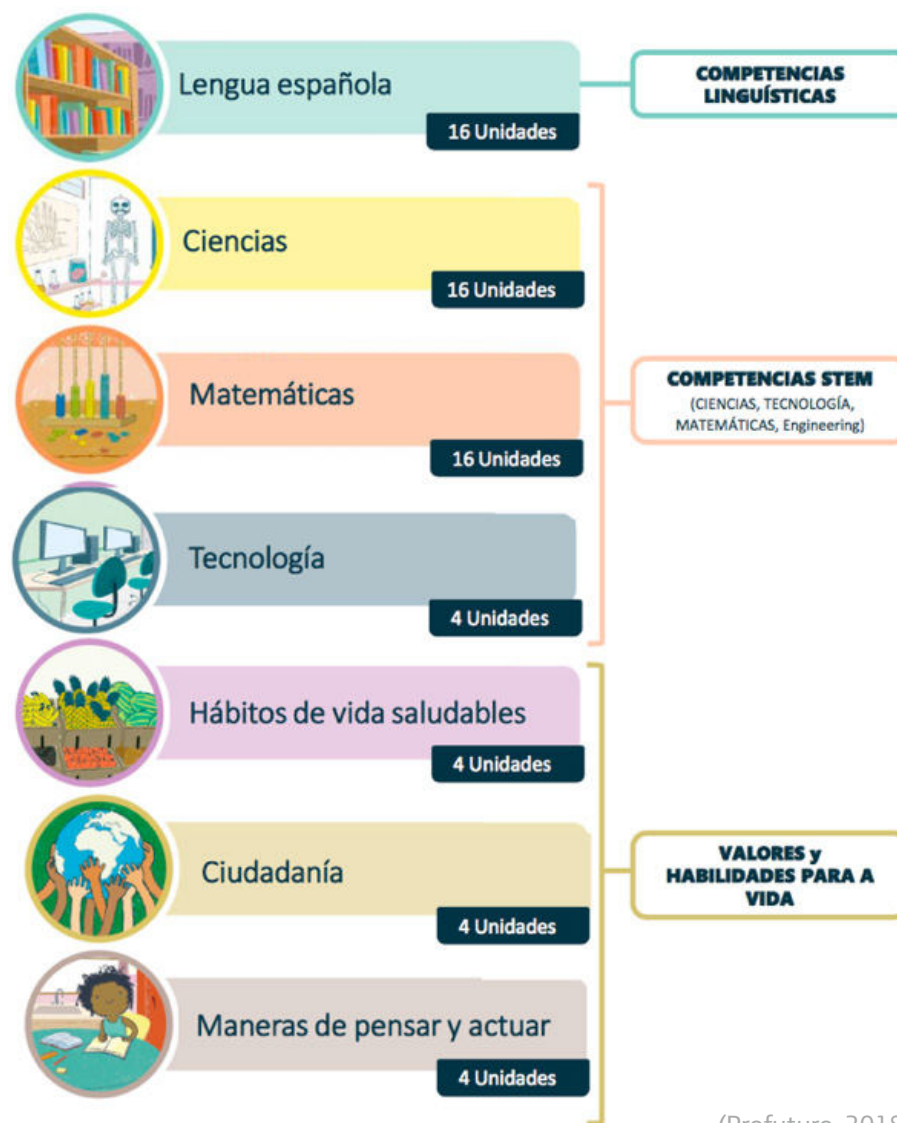 Lengua española
16 Unidades
COMPETENCIAS
LINGUÍSTICAS
Ciencias
16 Unidades
Matemáticas
16 Unidades
COMPETENCIAS STEM
(CIENCIAS, TECNOLOGÍA,
MATEMÁTICAS, Engineering)
Tecnología
4 Unidades
Hábitos de vida saludables
4 Unidades
Ciudadanía
4 Unidades
VALORES y
HABILIDADES PARA A
VIDA
Maneras de pensar y actuar
4 Unidades